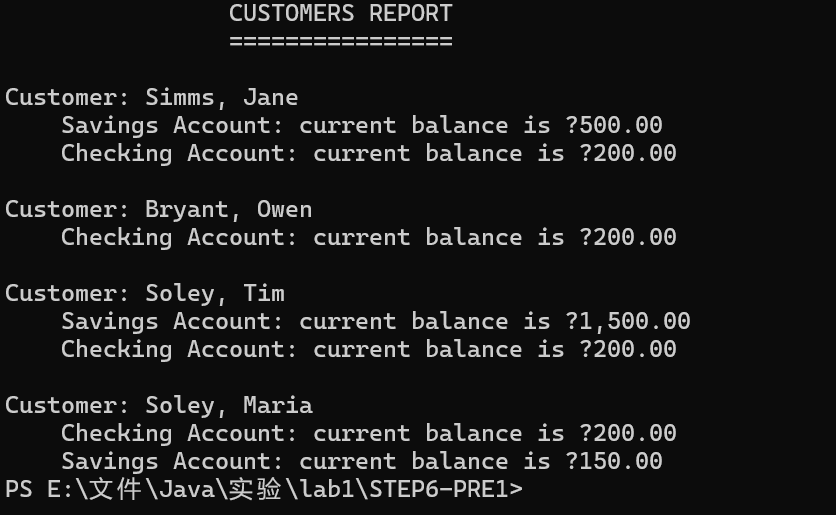 CUSTOMERS REPORT
================
Customer: Simms, Jane
Savings Account: current balance is ?500.00
Checking Account: current balance is ?200.00
Customer: Bryant, Owen
Checking Account: current balance is ?200.00
Customer: Soley, Tim
Savings Account: current balance is ?1,500.00
Checking Account: current balance is ?200.00
Customer: Soley, Maria
Checking Account: current balance is ?200.00
Savings Account: current balance is ?150.00
PS E:\文件\Java\实验\lab1\STEP6-PRE1>